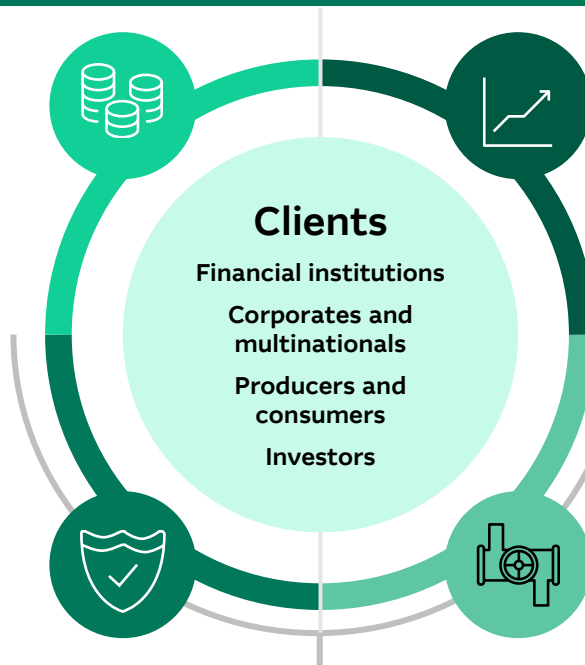 Clients
Financial institutions
Corporates and
multinationals
Producers and
consumers
Investors